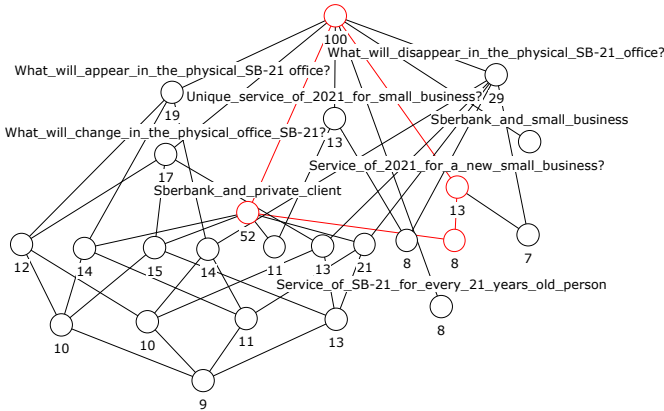 100
What_will_disappear_in_the_physical_SB-21_office?
What_will_appear_in_the_physical_SB-21 office?
29
Unique_service_of_2021_for_small_business?
19
Sberbank_and_small_business
What_will_change_in_the_physical_office_SB-21?
13
Service_of_2021_for_a_new_small_business?
17
Sberbank_and_private_client
13
52
12
14
15
14
11
13
21
8
8
7
Service_of_SB-21_for_every_21_years_old_person
8
10
10
11
13
9